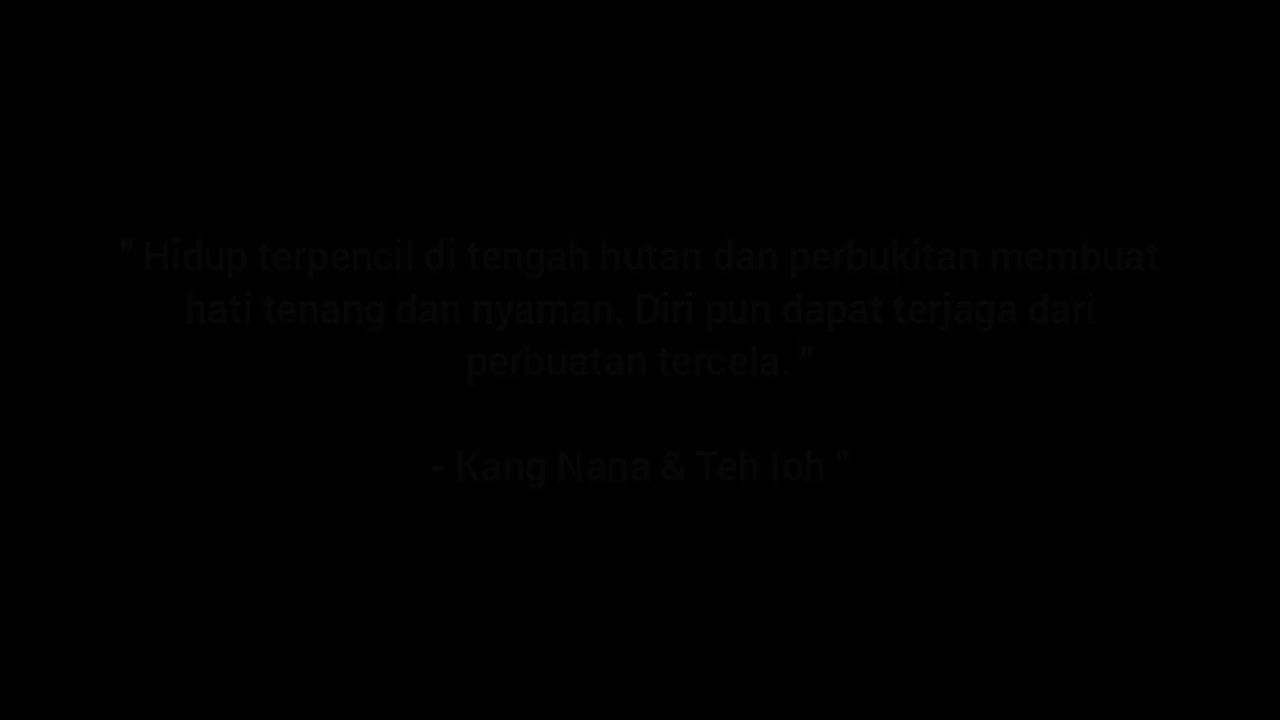 " Hidup terpencil di tengah hutan dan perbukitan membuat
hati tenang dan nyaman. Diri pun dapat terjaga dari
perbuatan tercela. "
- Kang Nana & Teh Ioh "